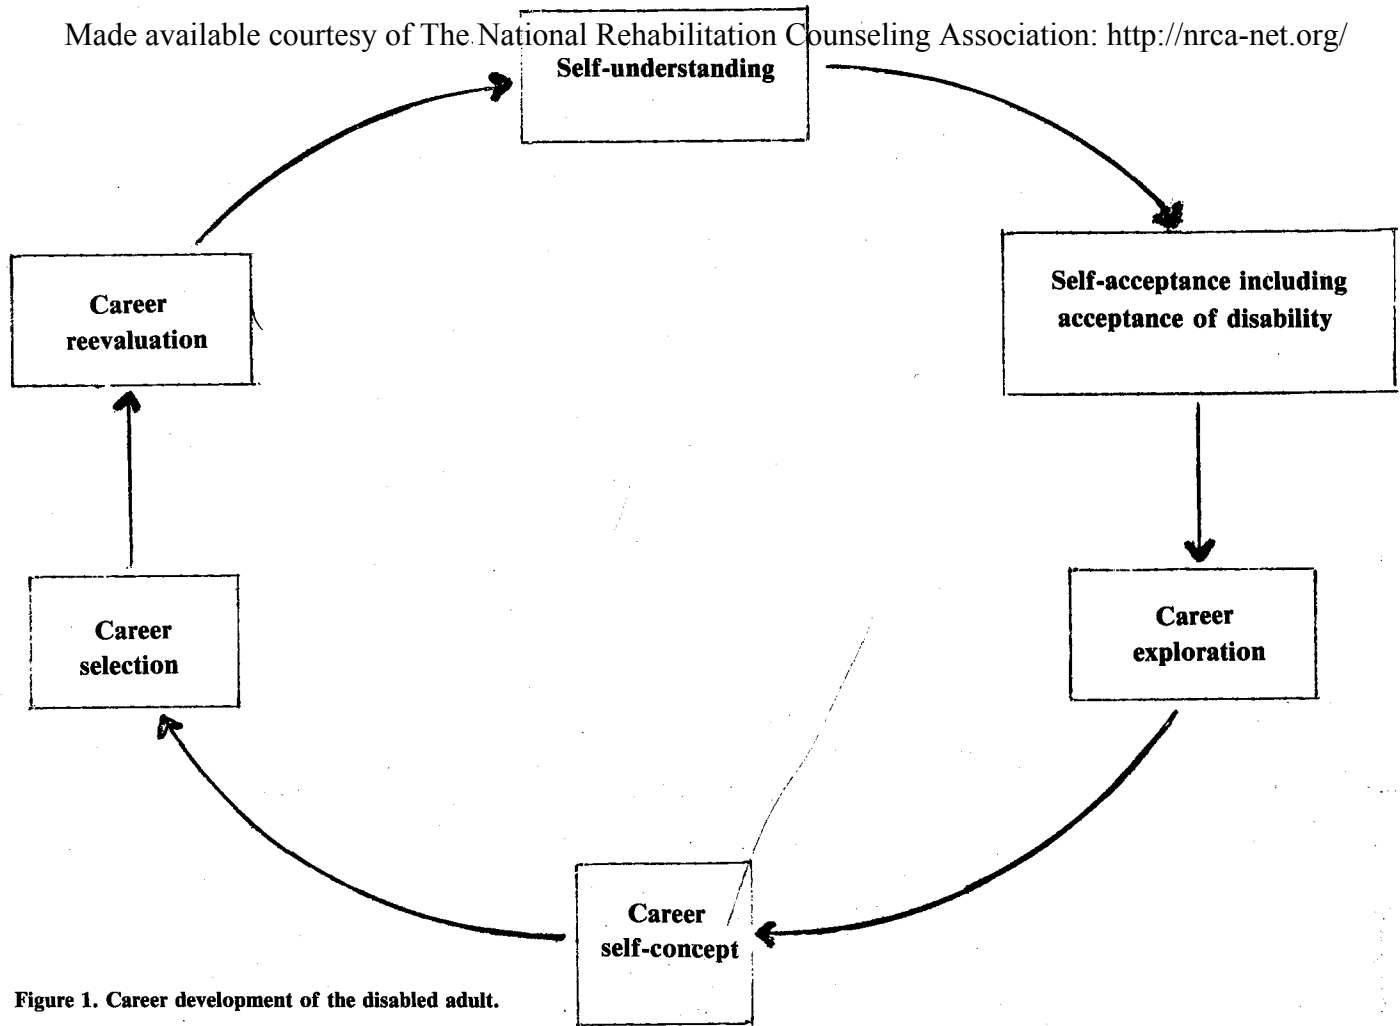 Made available courtesy of The National Rehabilitation Counseling Association: http://nrca-net.org/
Self-understanding
Self-acceptance including
acceptance of disability
Career
exploration
Career
self-concept
Career
selection
Career
reevaluation
Figure 1. Career development of the disabled adult.